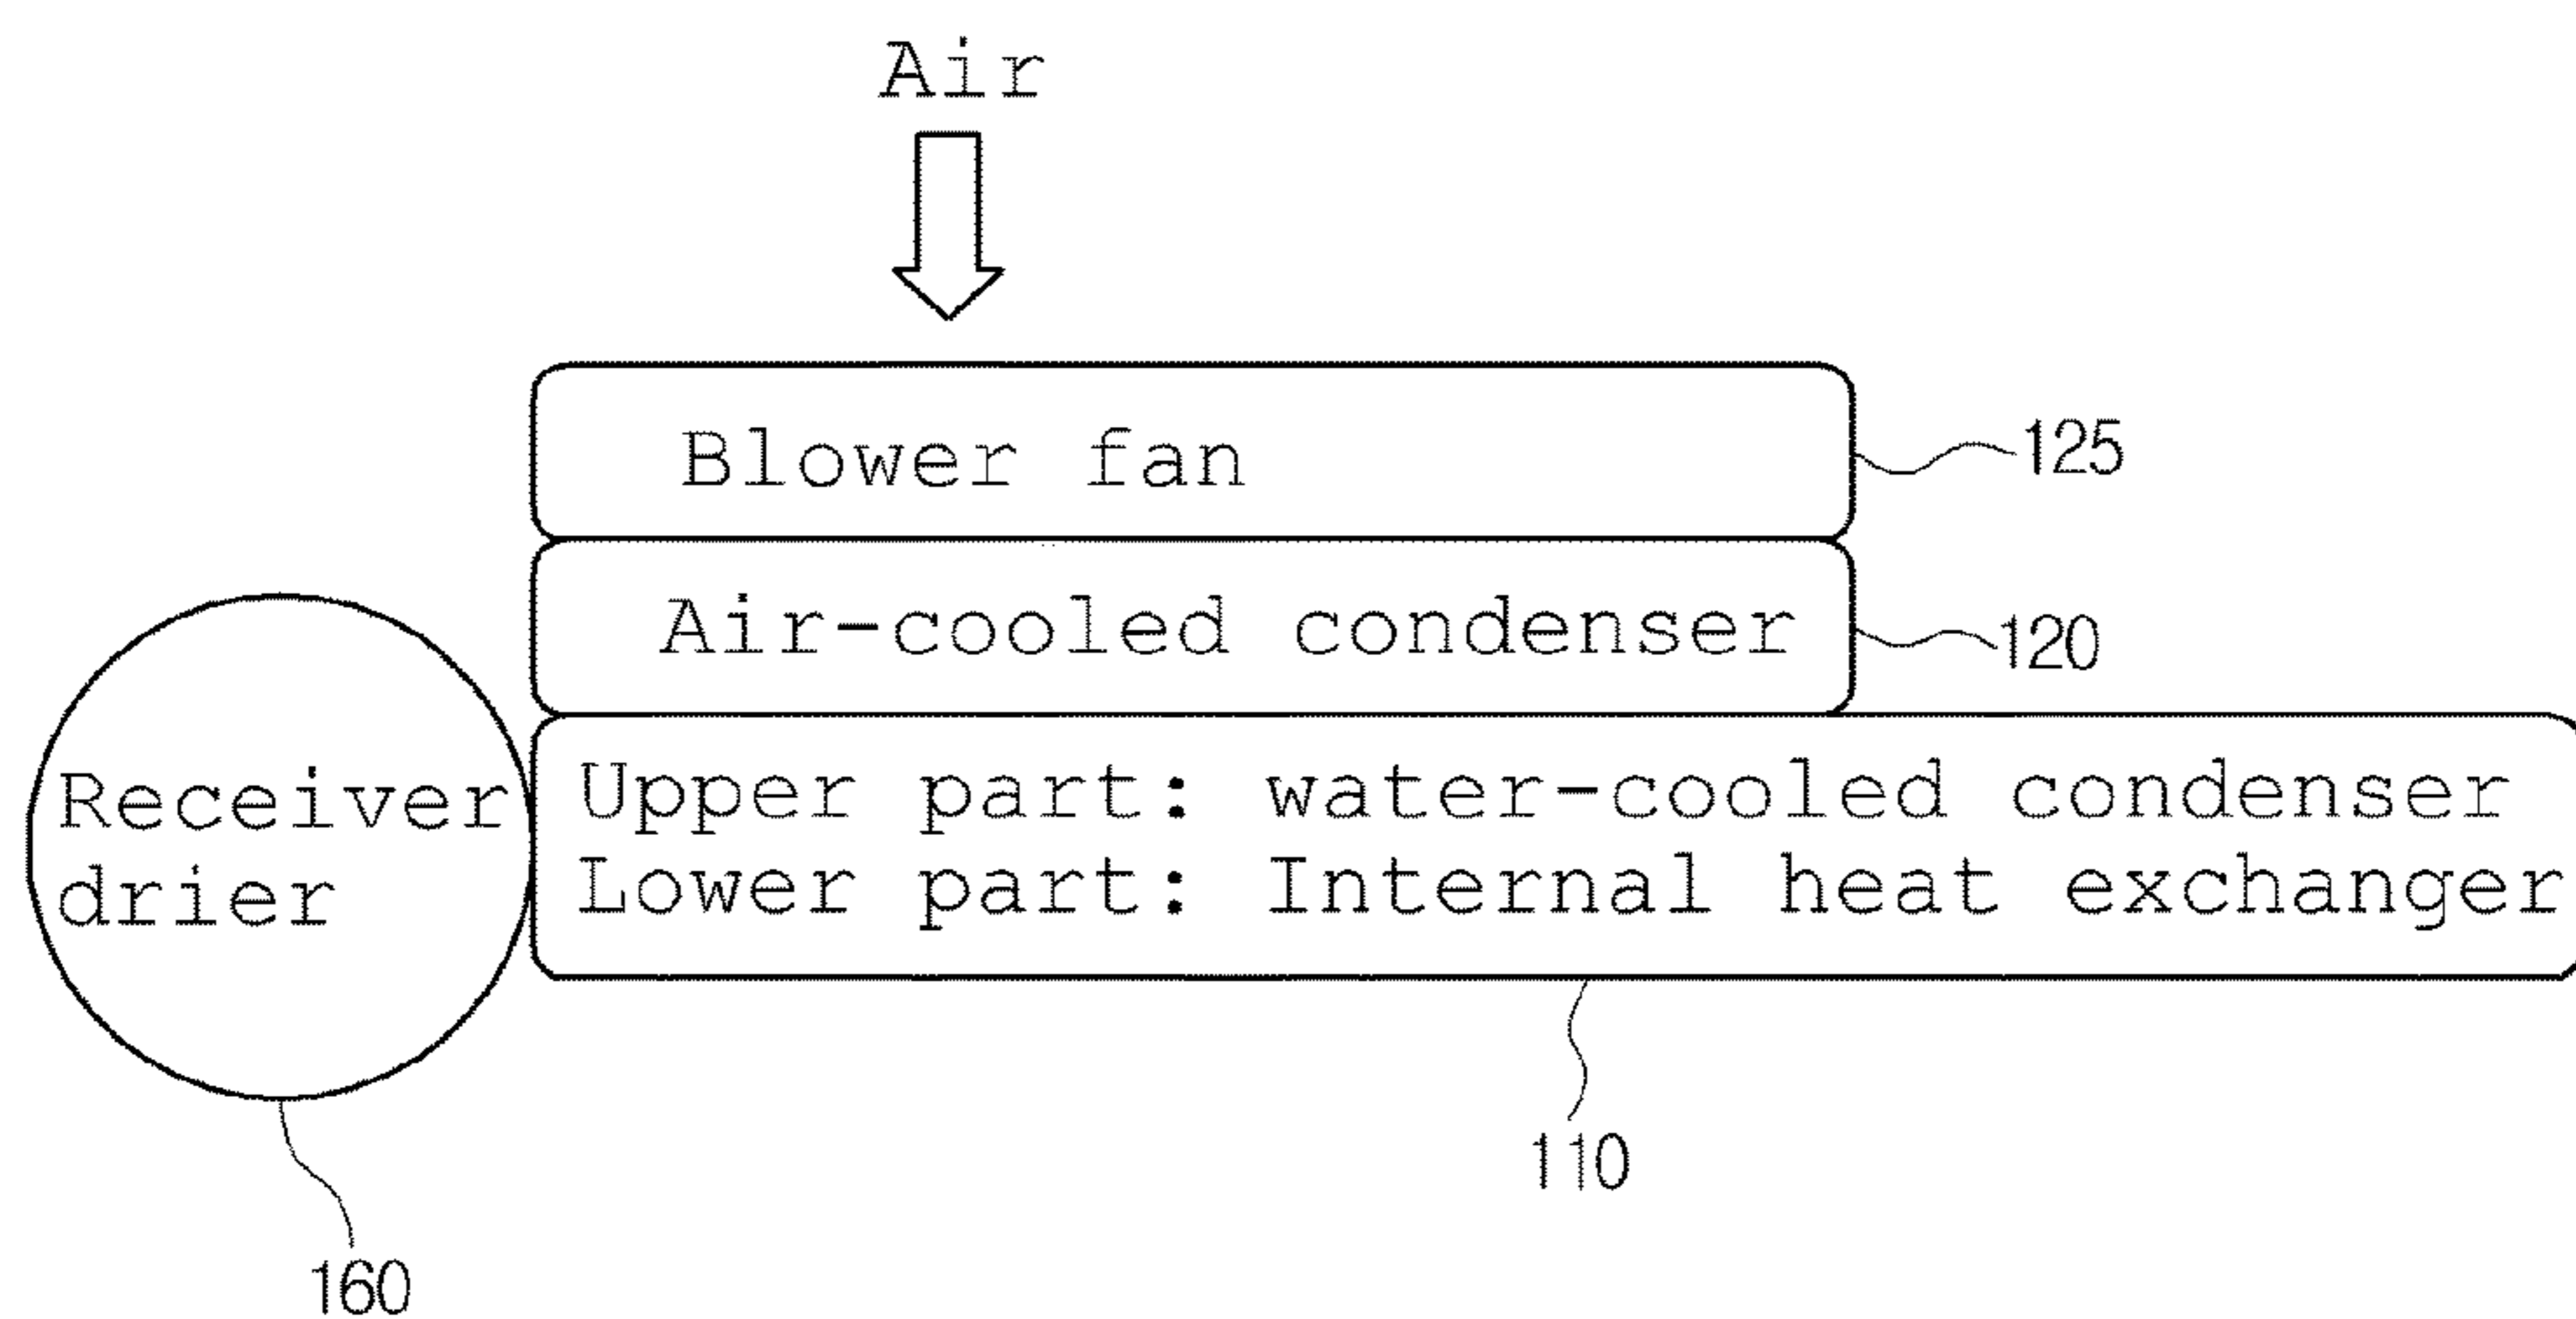 Air
Blower fan
125
Air-cooled condenser
120
Receiver
drier
Upper part: water-cooled condenser
Lower part: Internal heat exchanger
110
160